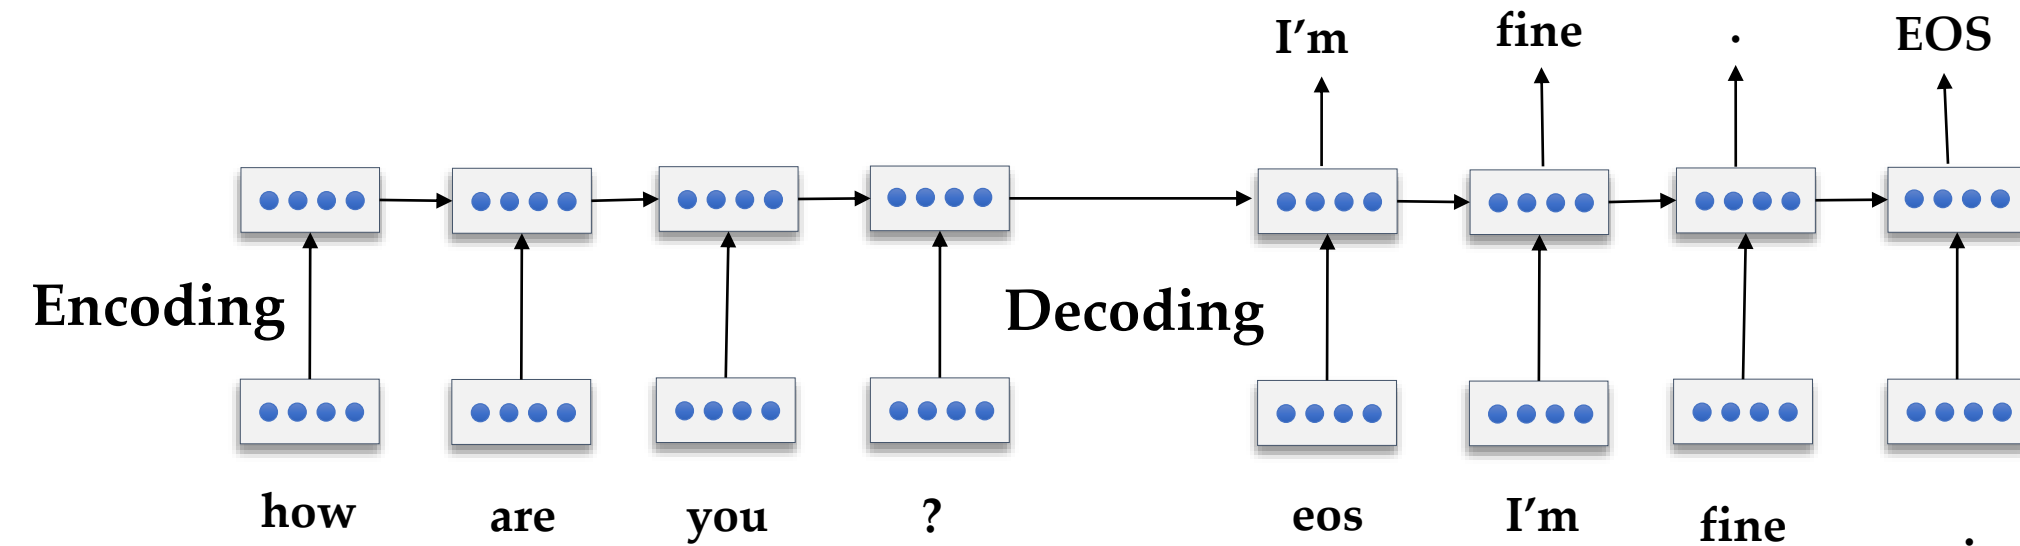 I’m fine . EOS
Encoding Decoding
how are you ? eos I’m fine .